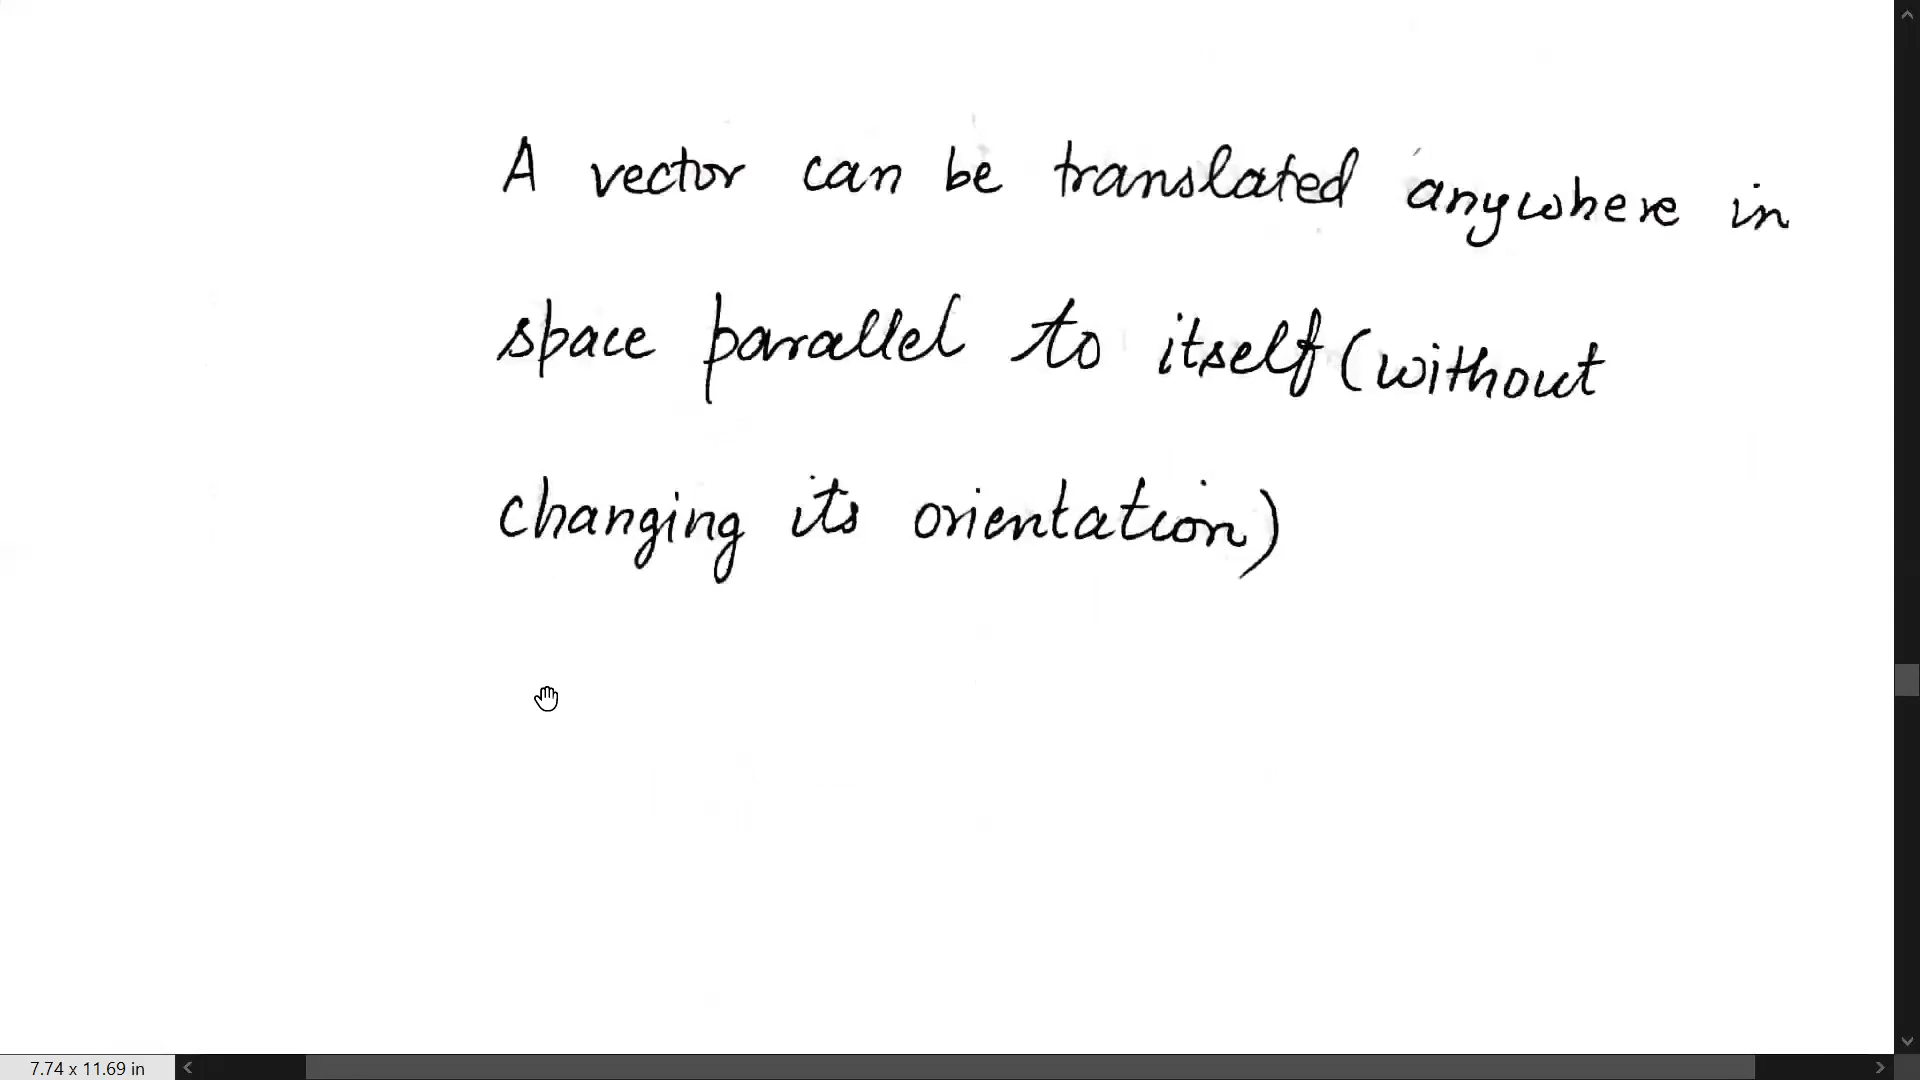 A vector can be translated anywhere in
space parallel to itself (without
changing its orientation)
7.74 x 11.69 in